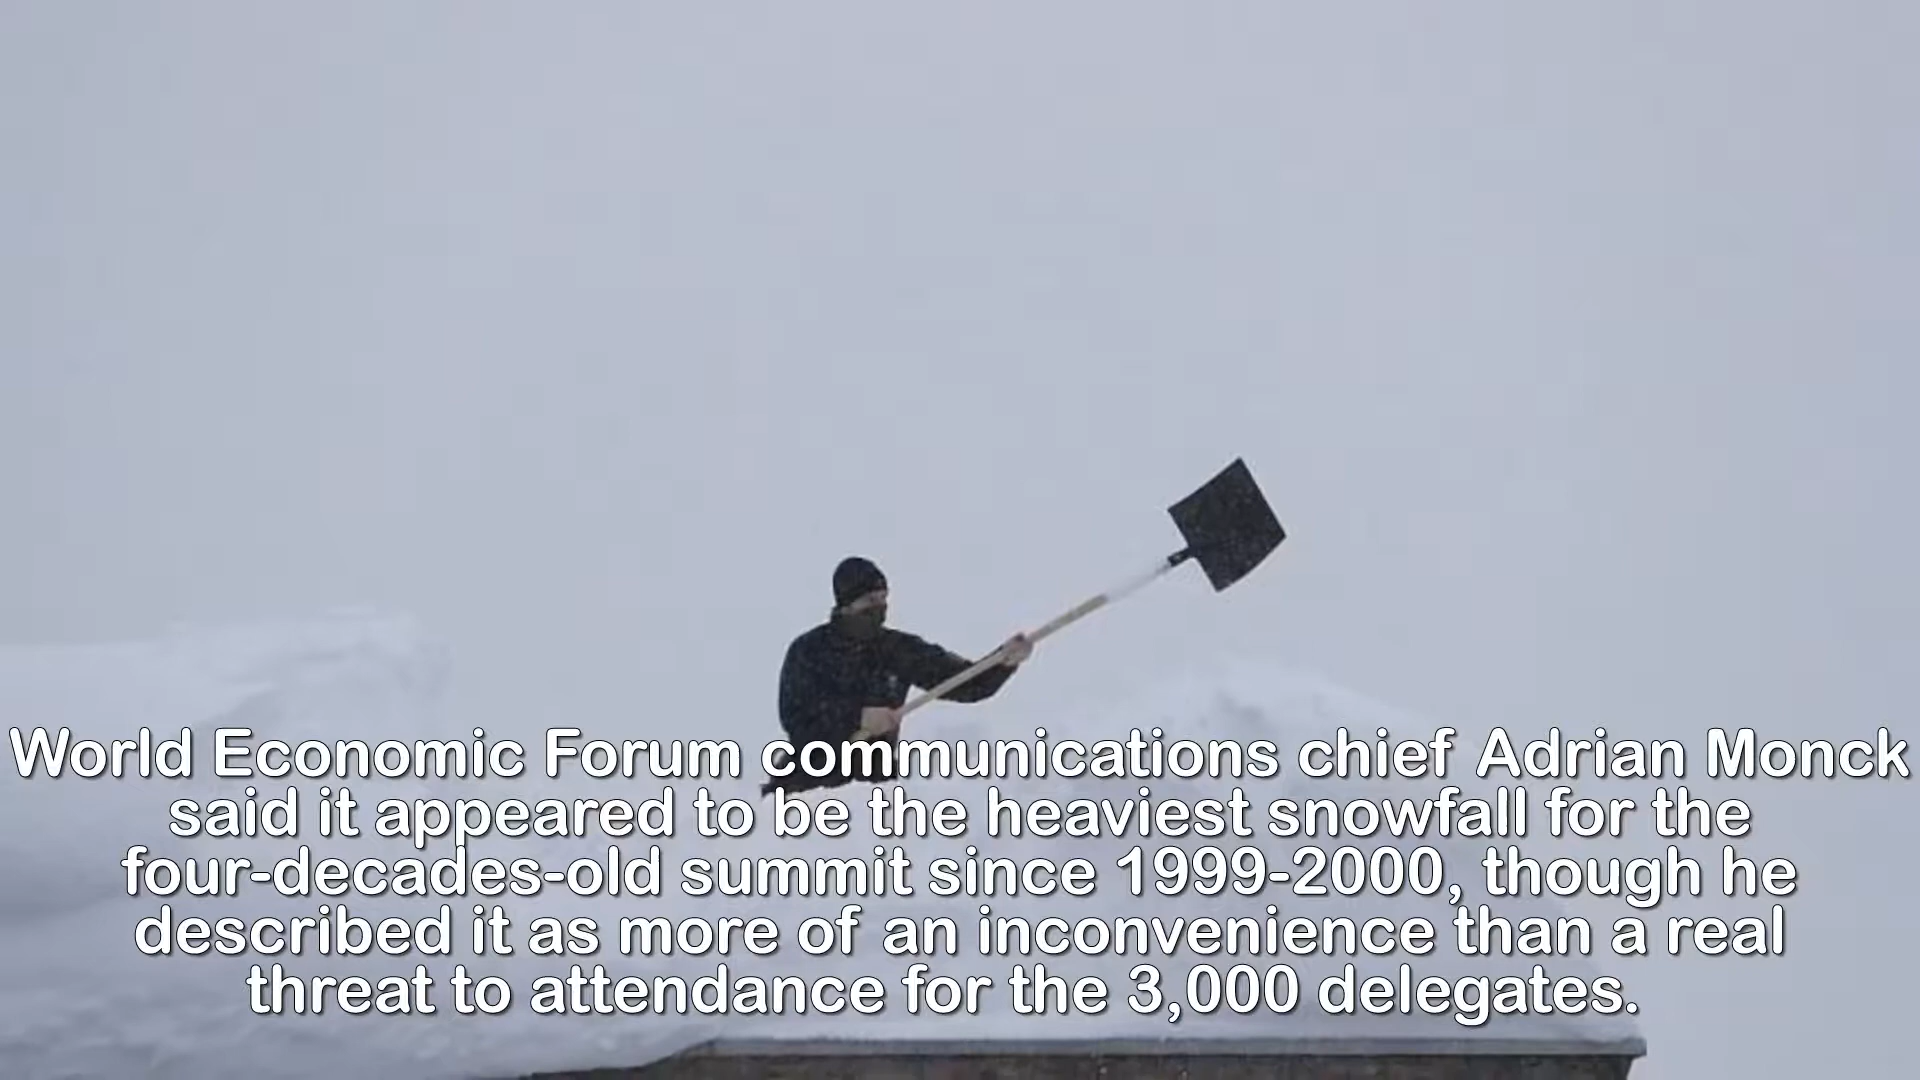 World Economic Forum communications chief Adrian Monck
said it appeared to be the heaviest snowfall for the
four-decades-old summit since 1999-2000, though he
described it as more of an inconvenience than a real
threat to attendance for the 3,000 delegates.